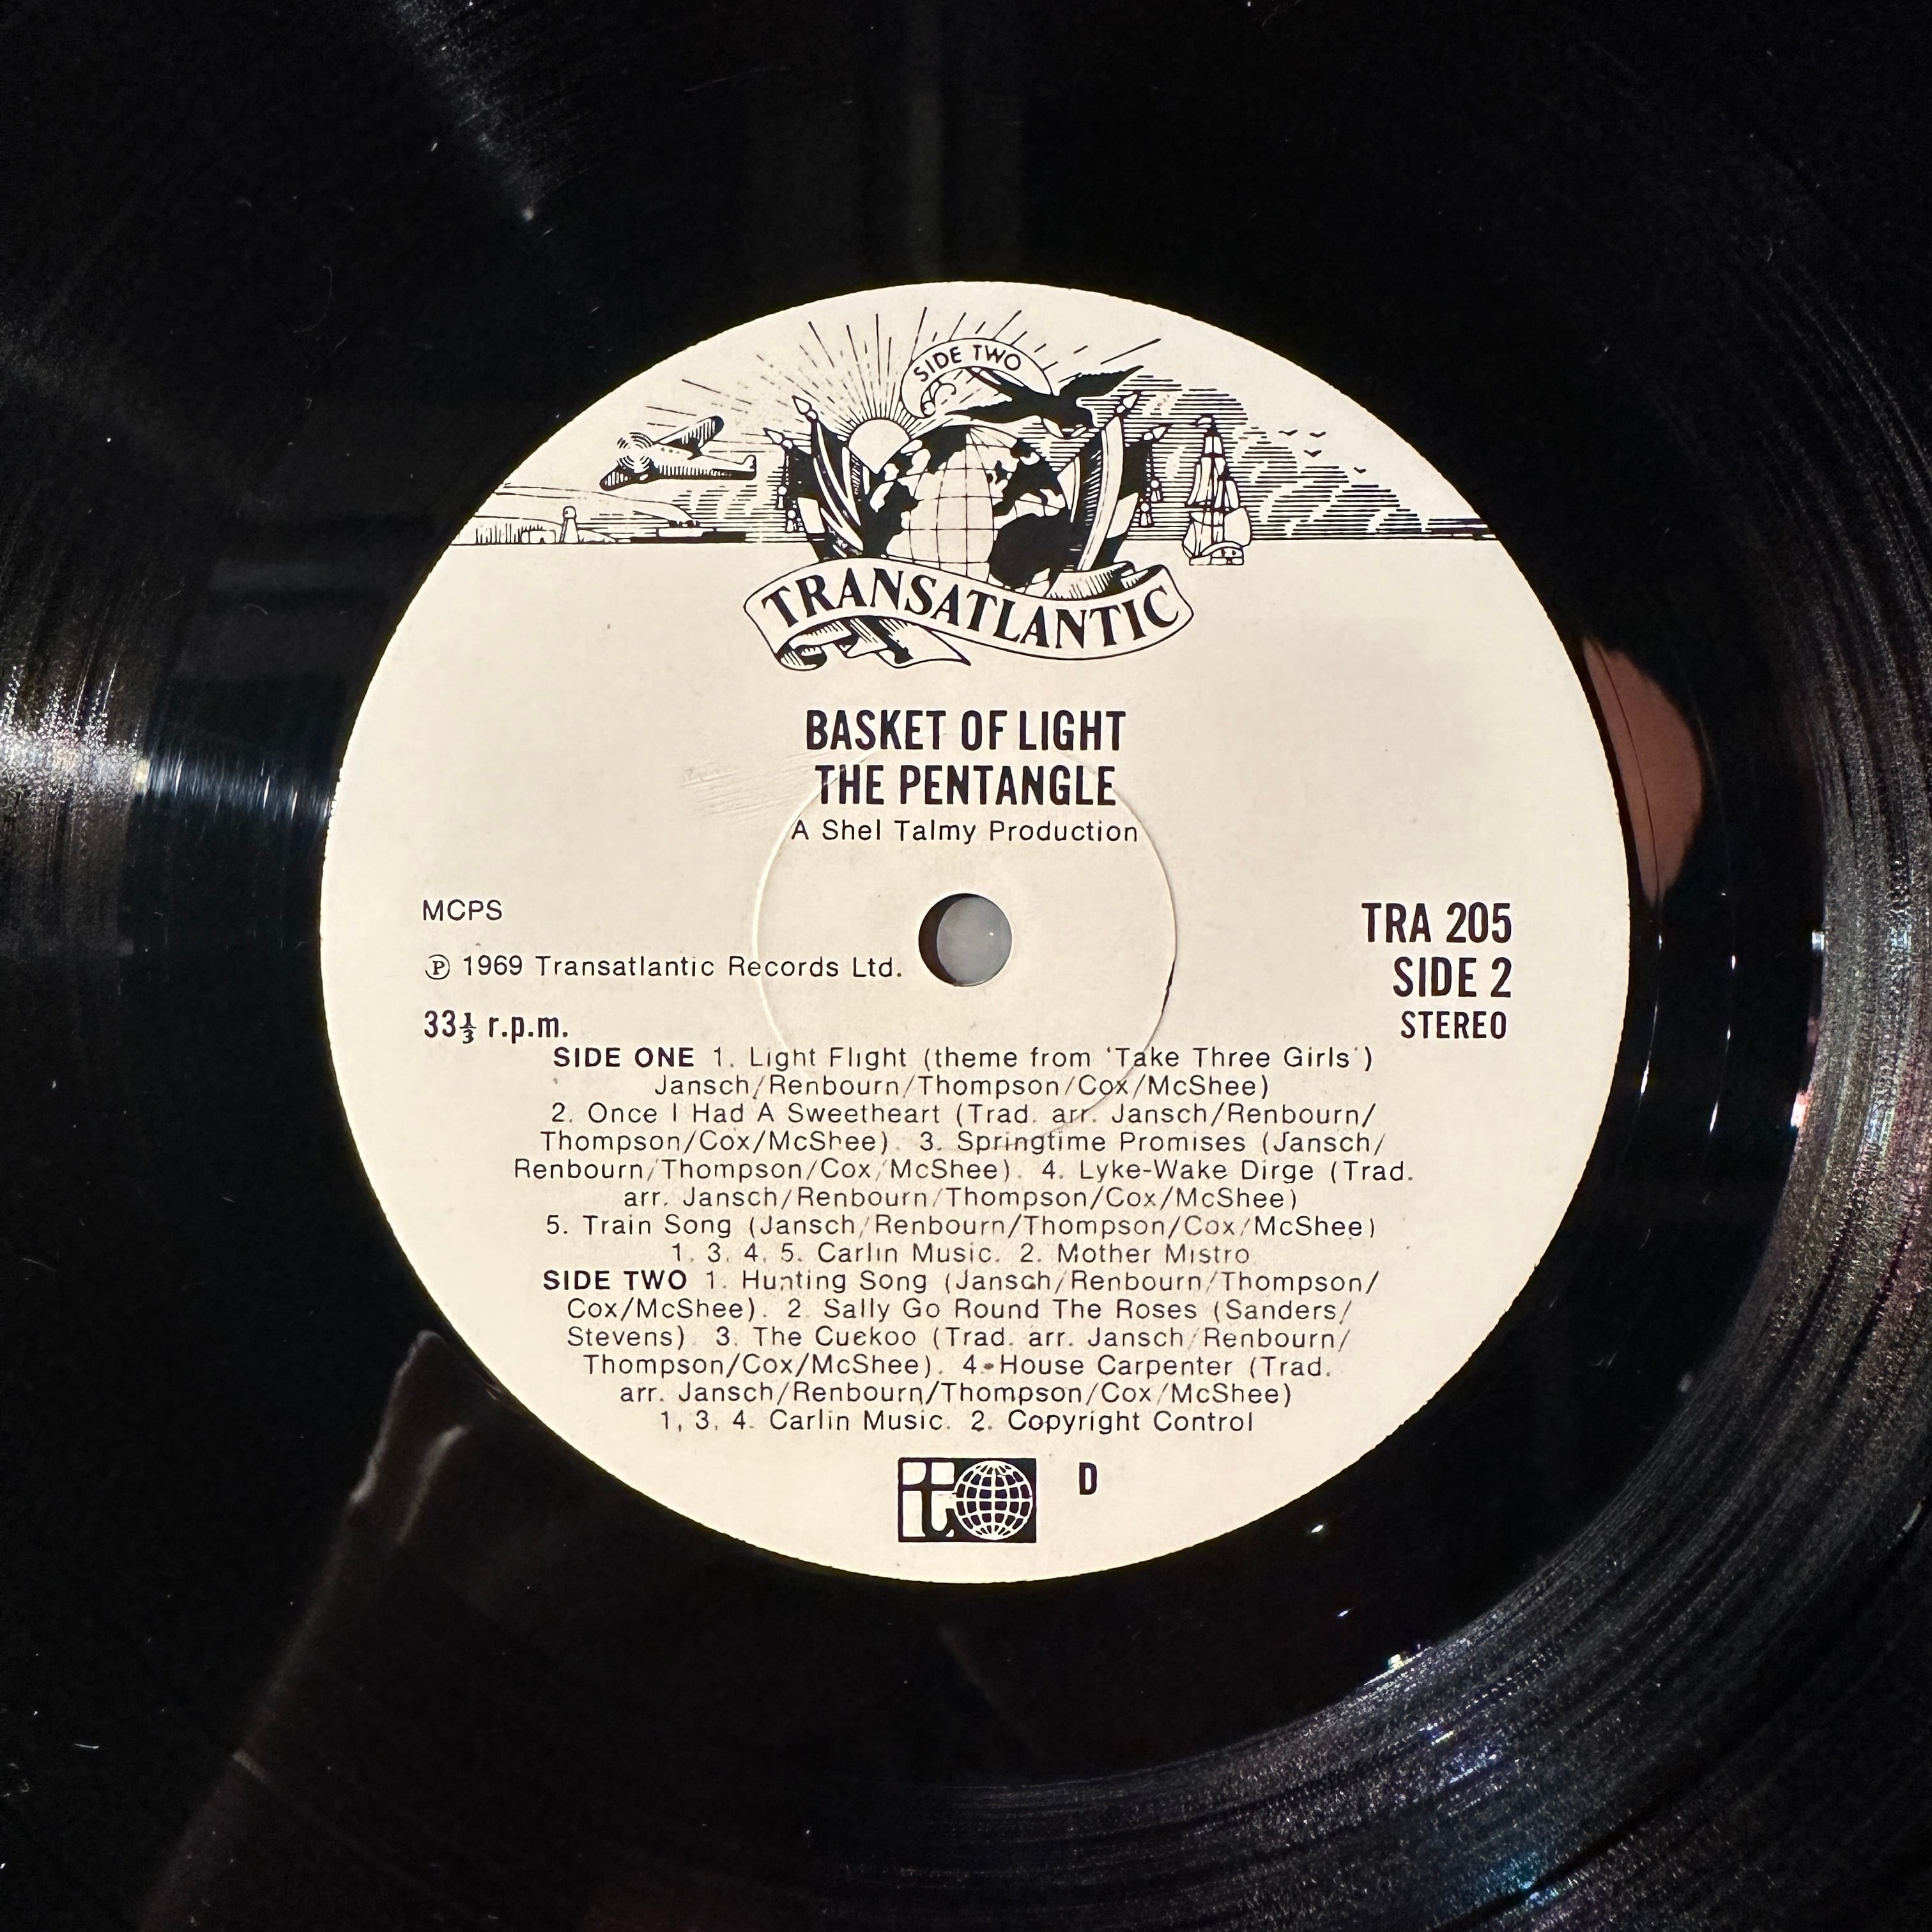 SIDE TWO
TRANSATLANTIC
BASKET OF LIGHT
THE PENTANGLE
A Shel Talmy Production
MCPS
Ⓟ 1969 Transatlantic Records Ltd.
33⅓ r.p.m.
TRA 205
SIDE 2
STEREO
SIDE ONE 1. Light Flight (theme from 'Take Three Girls')
Jansch/Renbourn/Thompson/Cox/McShee)
2. Once I Had A Sweetheart (Trad. arr. Jansch/Renbourn/
Thompson/Cox/McShee). 3. Springtime Promises (Jansch/
Renbourn/Thompson/Cox/McShee). 4. Lyke-Wake Dirge (Trad.
arr. Jansch/Renbourn/Thompson/Cox/McShee)
5. Train Song (Jansch/Renbourn/Thompson/Cox/McShee)
1. 3. 4. 5. Carlin Music. 2. Mother Mistro
SIDE TWO 1. Hunting Song (Jansch/Renbourn/Thompson/
Cox/McShee). 2. Sally Go Round The Roses (Sanders/
Stevens). 3. The Cuckoo (Trad. arr. Jansch/Renbourn/
Thompson/Cox/McShee). 4. House Carpenter (Trad.
arr. Jansch/Renbourn/Thompson/Cox/McShee)
1, 3, 4. Carlin Music. 2. Copyright Control
t
D